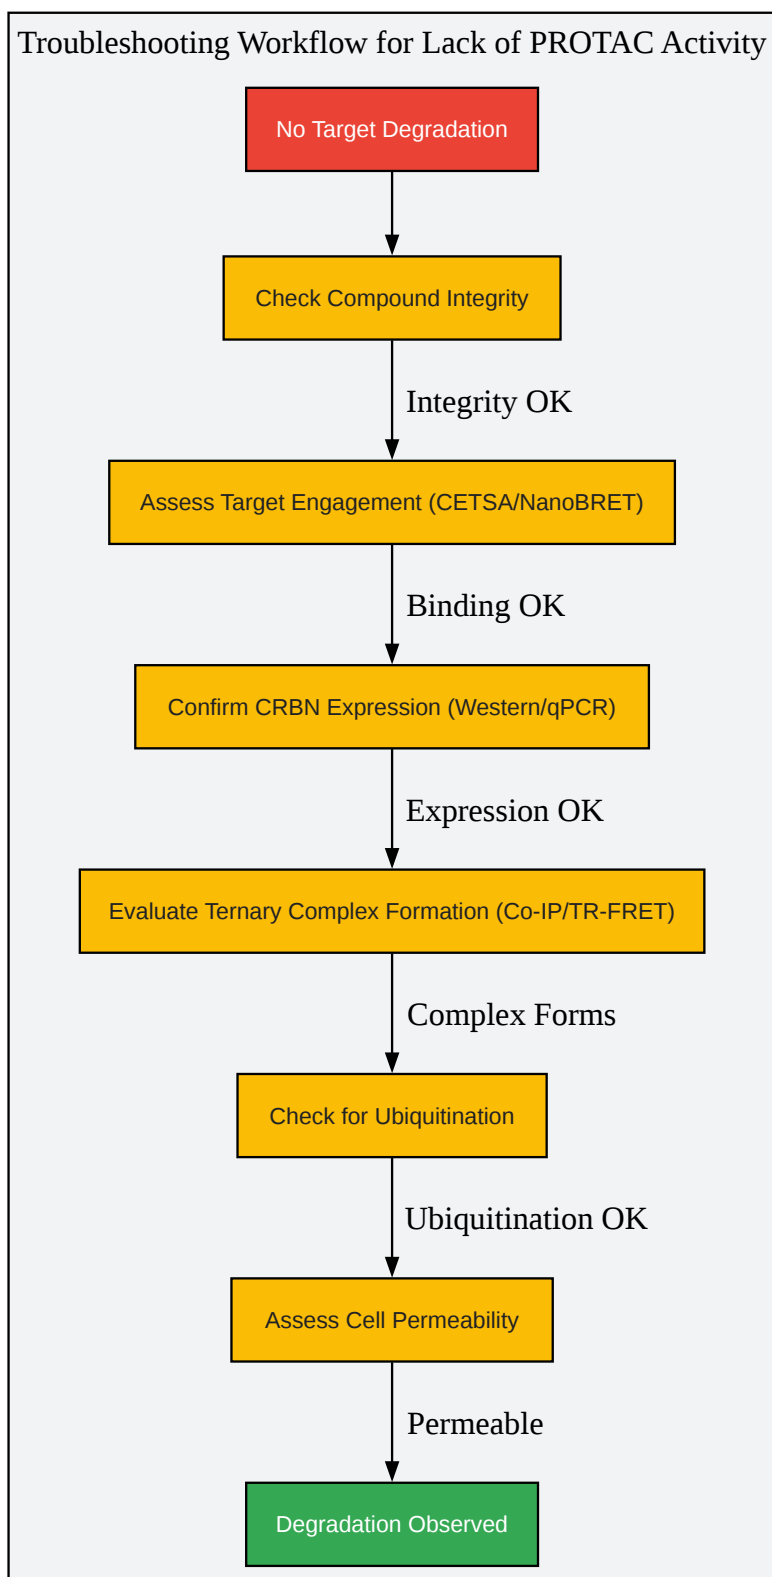 Troubleshooting Workflow for Lack of PROTAC Activity
No Target Degradation
Check Compound Integrity
Integrity OK
Assess Target Engagement (CETSA/NanoBRET)
Binding OK
Confirm CRBN Expression (Western/qPCR)
Expression OK
Evaluate Ternary Complex Formation (Co-IP/TR-FRET)
Complex Forms
Check for Ubiquitination
Ubiquitination OK
Assess Cell Permeability
Permeable
Degradation Observed